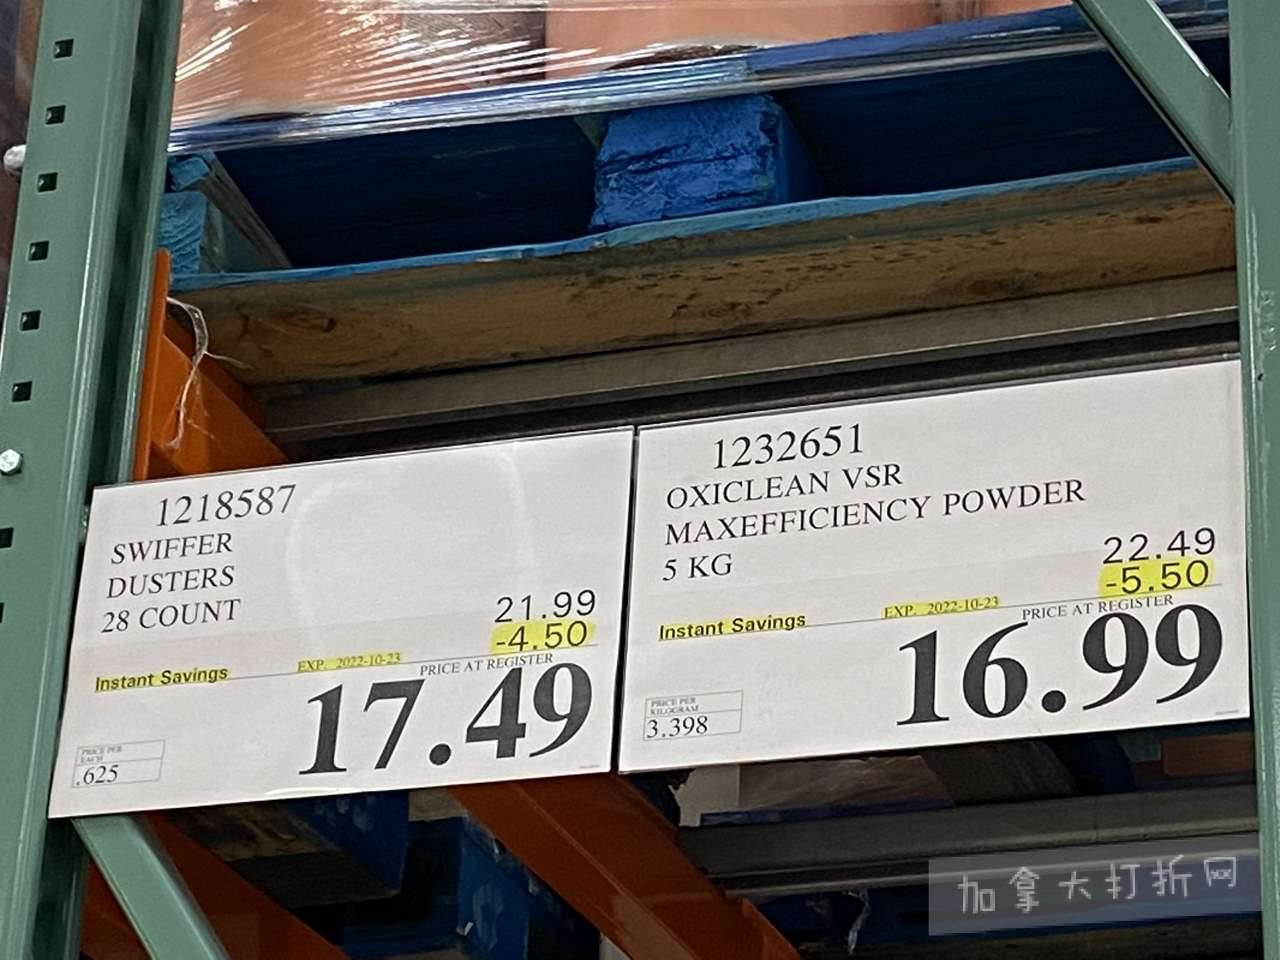 1218587
SWIFFER
DUSTERS
28 COUNT
21.99
-4.50
Instant Savings
EXP. 2022-10-23
PRICE AT REGISTER
17.49
PRICE PER
EACH
.625
1232651
OXICLEAN VSR
MAXEFFICIENCY POWDER
5 KG
22.49
-5.50
Instant Savings
EXP. 2022-10-23
PRICE AT REGISTER
16.99
PRICE PER
KILOGRAM
3.398
加拿大打折网